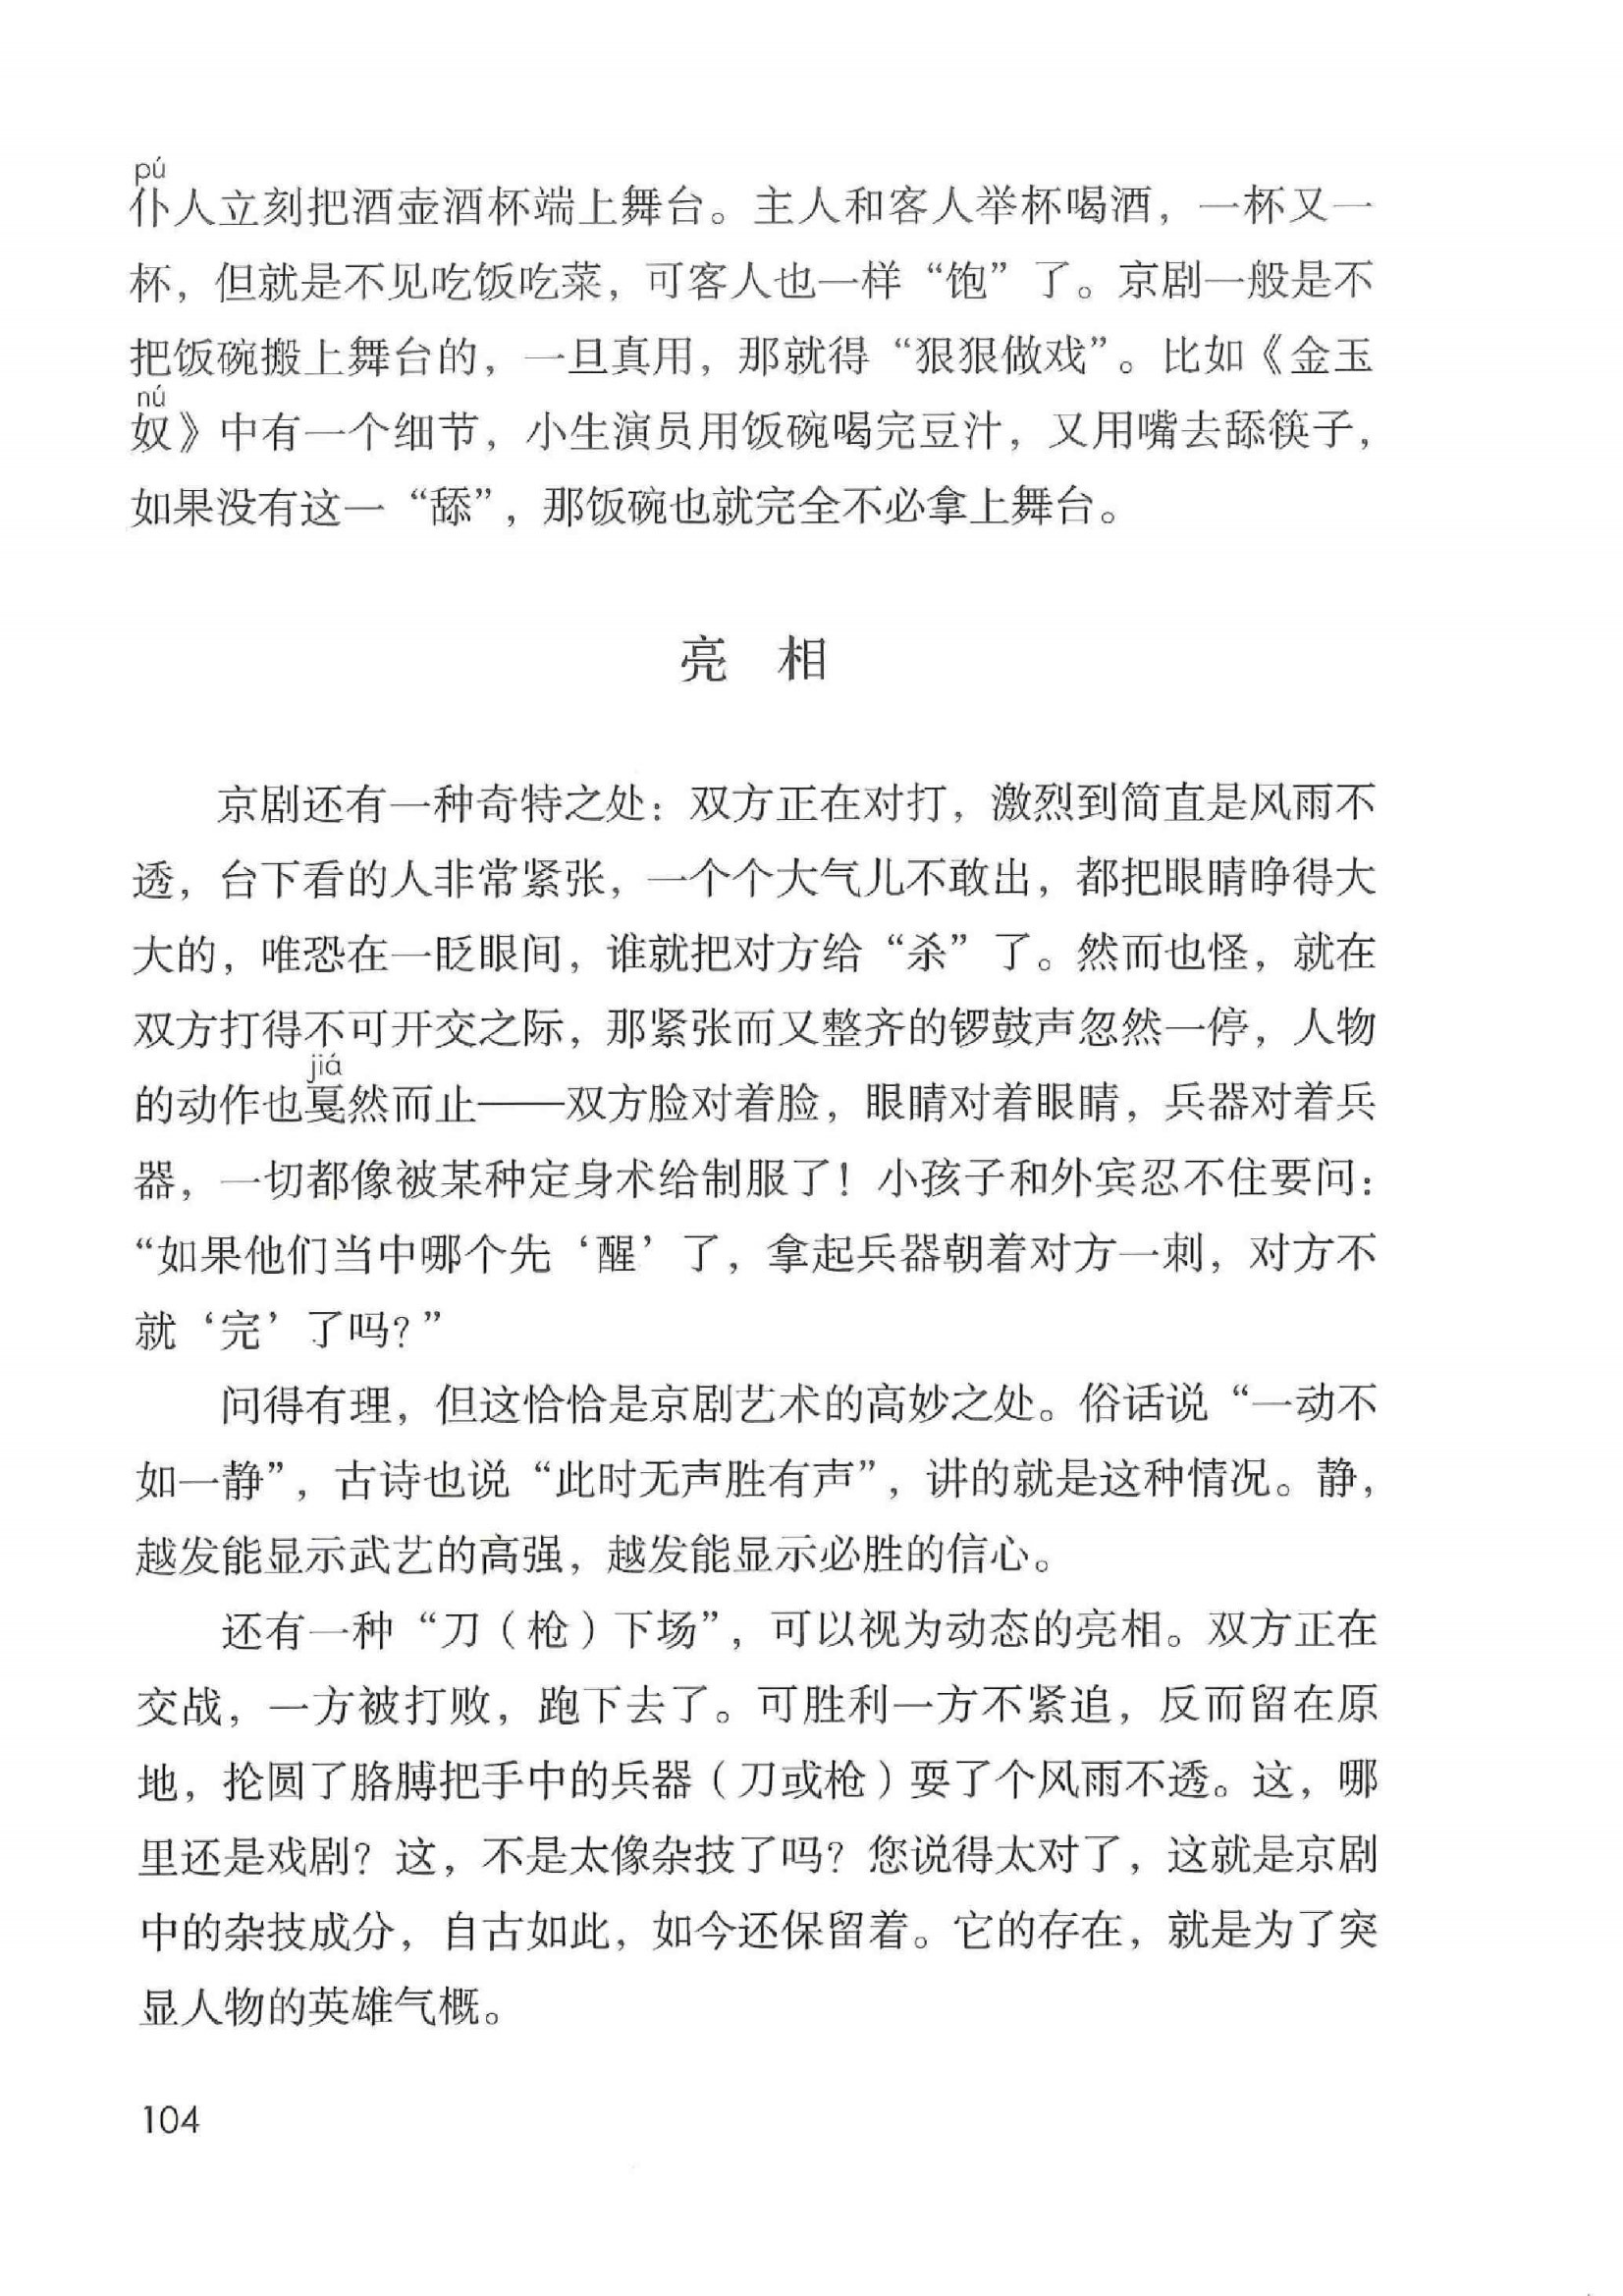 pú
仆人立刻把酒壶酒杯端上舞台。主人和客人举杯喝酒，一杯又一
杯，但就是不见吃饭吃菜，可客人也一样“饱”了。京剧一般是不
把饭碗搬上舞台的，一旦真用，那就得“狠狠做戏”。比如《金玉
nú
奴》中有一个细节，小生演员用饭碗喝完豆汁，又用嘴去舔筷子，
如果没有这一“舔”，那饭碗也就完全不必拿上舞台。
亮 相
京剧还有一种奇特之处：双方正在对打，激烈到简直是风雨不
透，台下看的人非常紧张，一个个大气儿不敢出，都把眼睛睁得大
大的，唯恐在一眨眼间，谁就把对方给“杀”了。然而也怪，就在
双方打得不可开交之际，那紧张而又整齐的锣鼓声忽然一停，人物
jiá
的动作也戛然而止——双方脸对着脸，眼睛对着眼睛，兵器对着兵
器，一切都像被某种定身术给制服了！小孩子和外宾忍不住要问：
“如果他们当中哪个先‘醒’了，拿起兵器朝着对方一刺，对方不
就‘完’了吗？”
问得有理，但这恰恰是京剧艺术的高妙之处。俗话说“一动不
如一静”，古诗也说“此时无声胜有声”，讲的就是这种情况。静，
越发能显示武艺的高强，越发能显示必胜的信心。
还有一种“刀（枪）下场”，可以视为动态的亮相。双方正在
交战，一方被打败，跑下去了。可胜利一方不紧追，反而留在原
地，抡圆了胳膊把手中的兵器（刀或枪）耍了个风雨不透。这，哪
里还是戏剧？这，不是太像杂技了吗？您说得太对了，这就是京剧
中的杂技成分，自古如此，如今还保留着。它的存在，就是为了突
显人物的英雄气概。
104